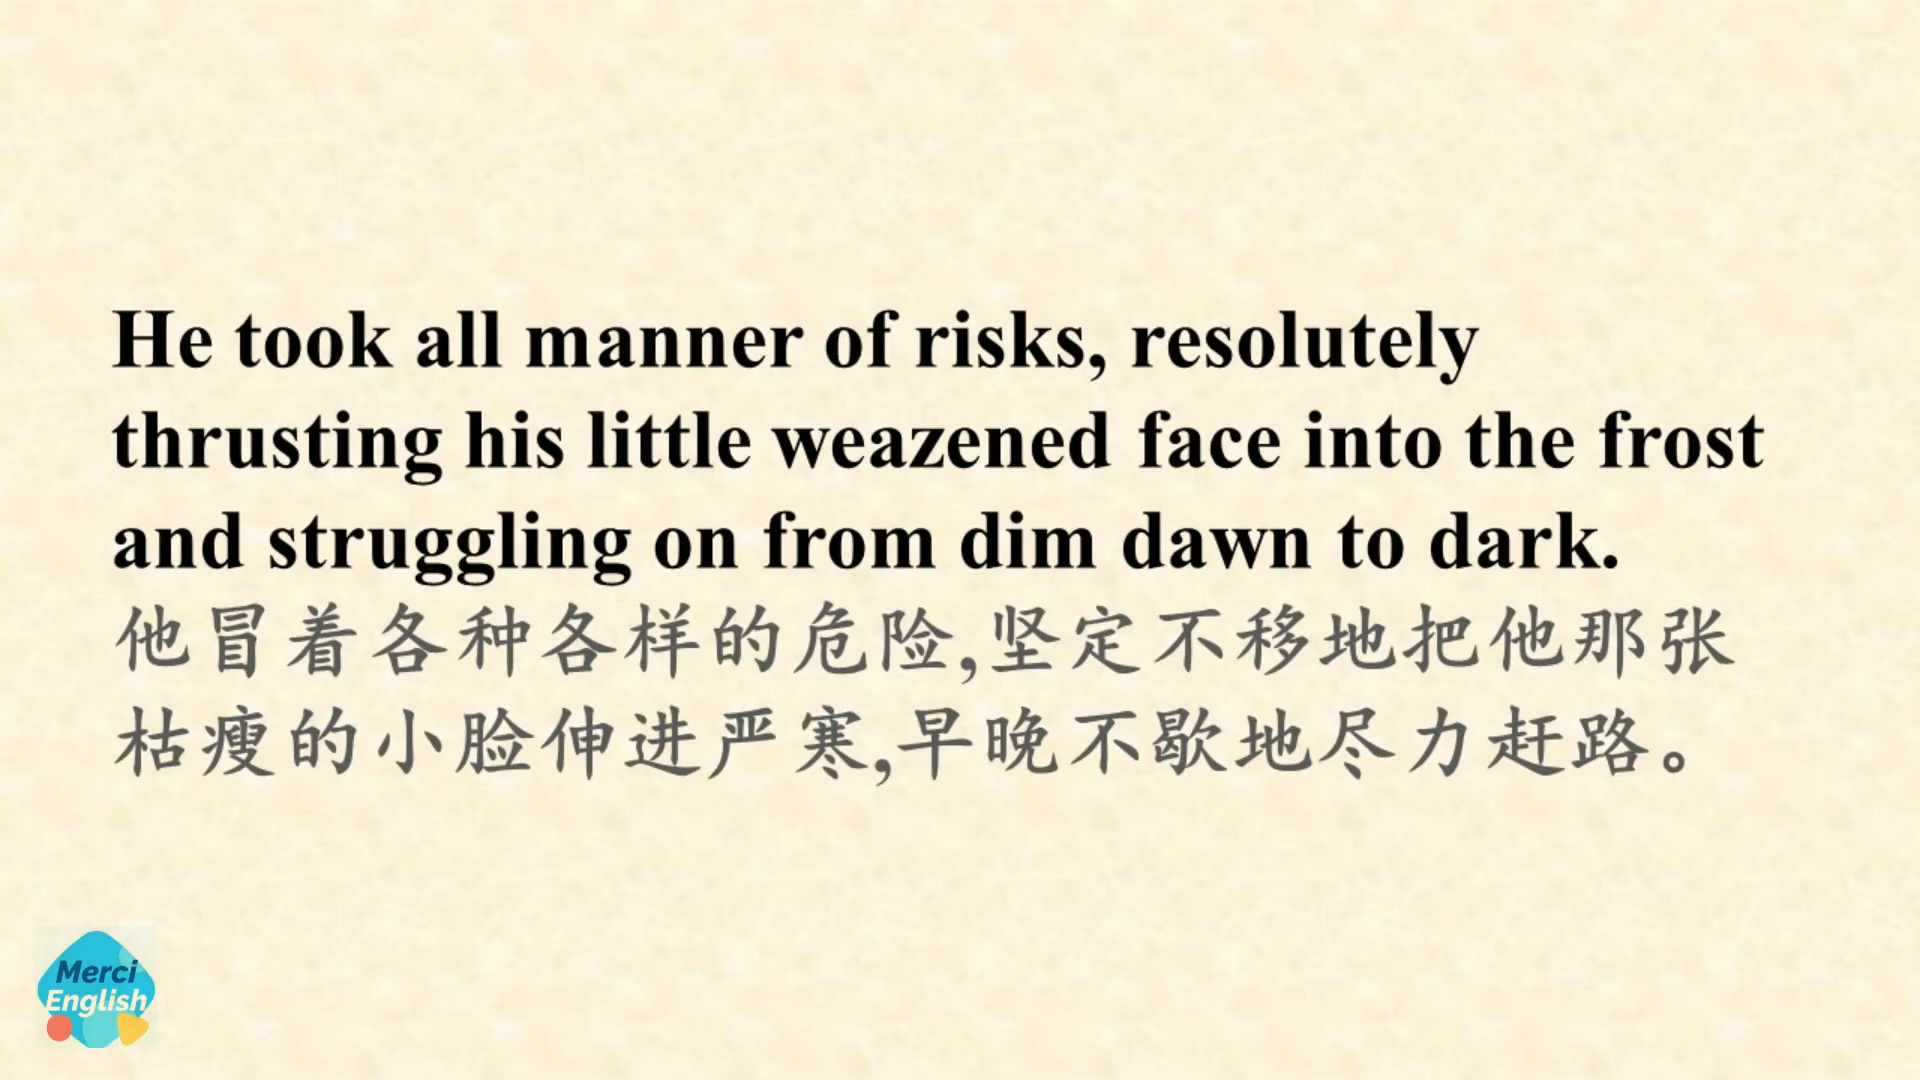 He took all manner of risks, resolutely
thrusting his little weazened face into the frost
and struggling on from dim dawn to dark.
他冒着各种各样的危险,坚定不移地把他那张
枯瘦的小脸伸进严寒,早晚不歇地尽力赶路。
Merci
English